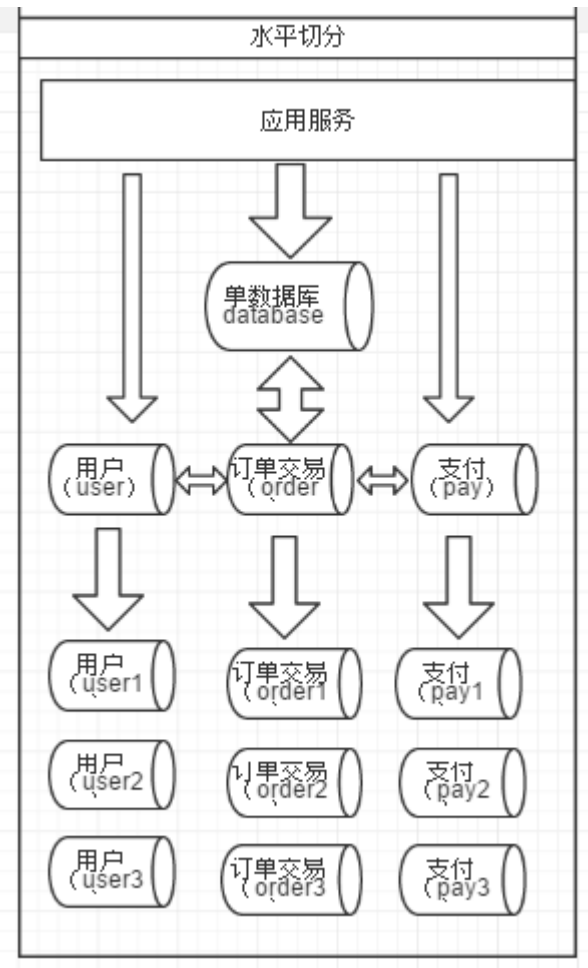 水平切分
应用服务
单数据库
database
用户
（user）
订单交易
（order
支付
（pay）
用户
（user1
订单交易
（order1
支付
（pay1
用户
（user2
订单交易
（order2
支付
（pay2
用户
（user3
订单交易
（order3
支付
（pay3